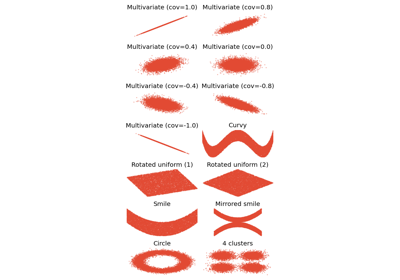 Multivariate (cov=1.0) Multivariate (cov=0.8)
Multivariate (cov=0.4) Multivariate (cov=0.0)
Multivariate (cov=-0.4) Multivariate (cov=-0.8)
Multivariate (cov=-1.0) Curvy
Rotated uniform (1) Rotated uniform (2)
Smile Mirrored smile
Circle 4 clusters